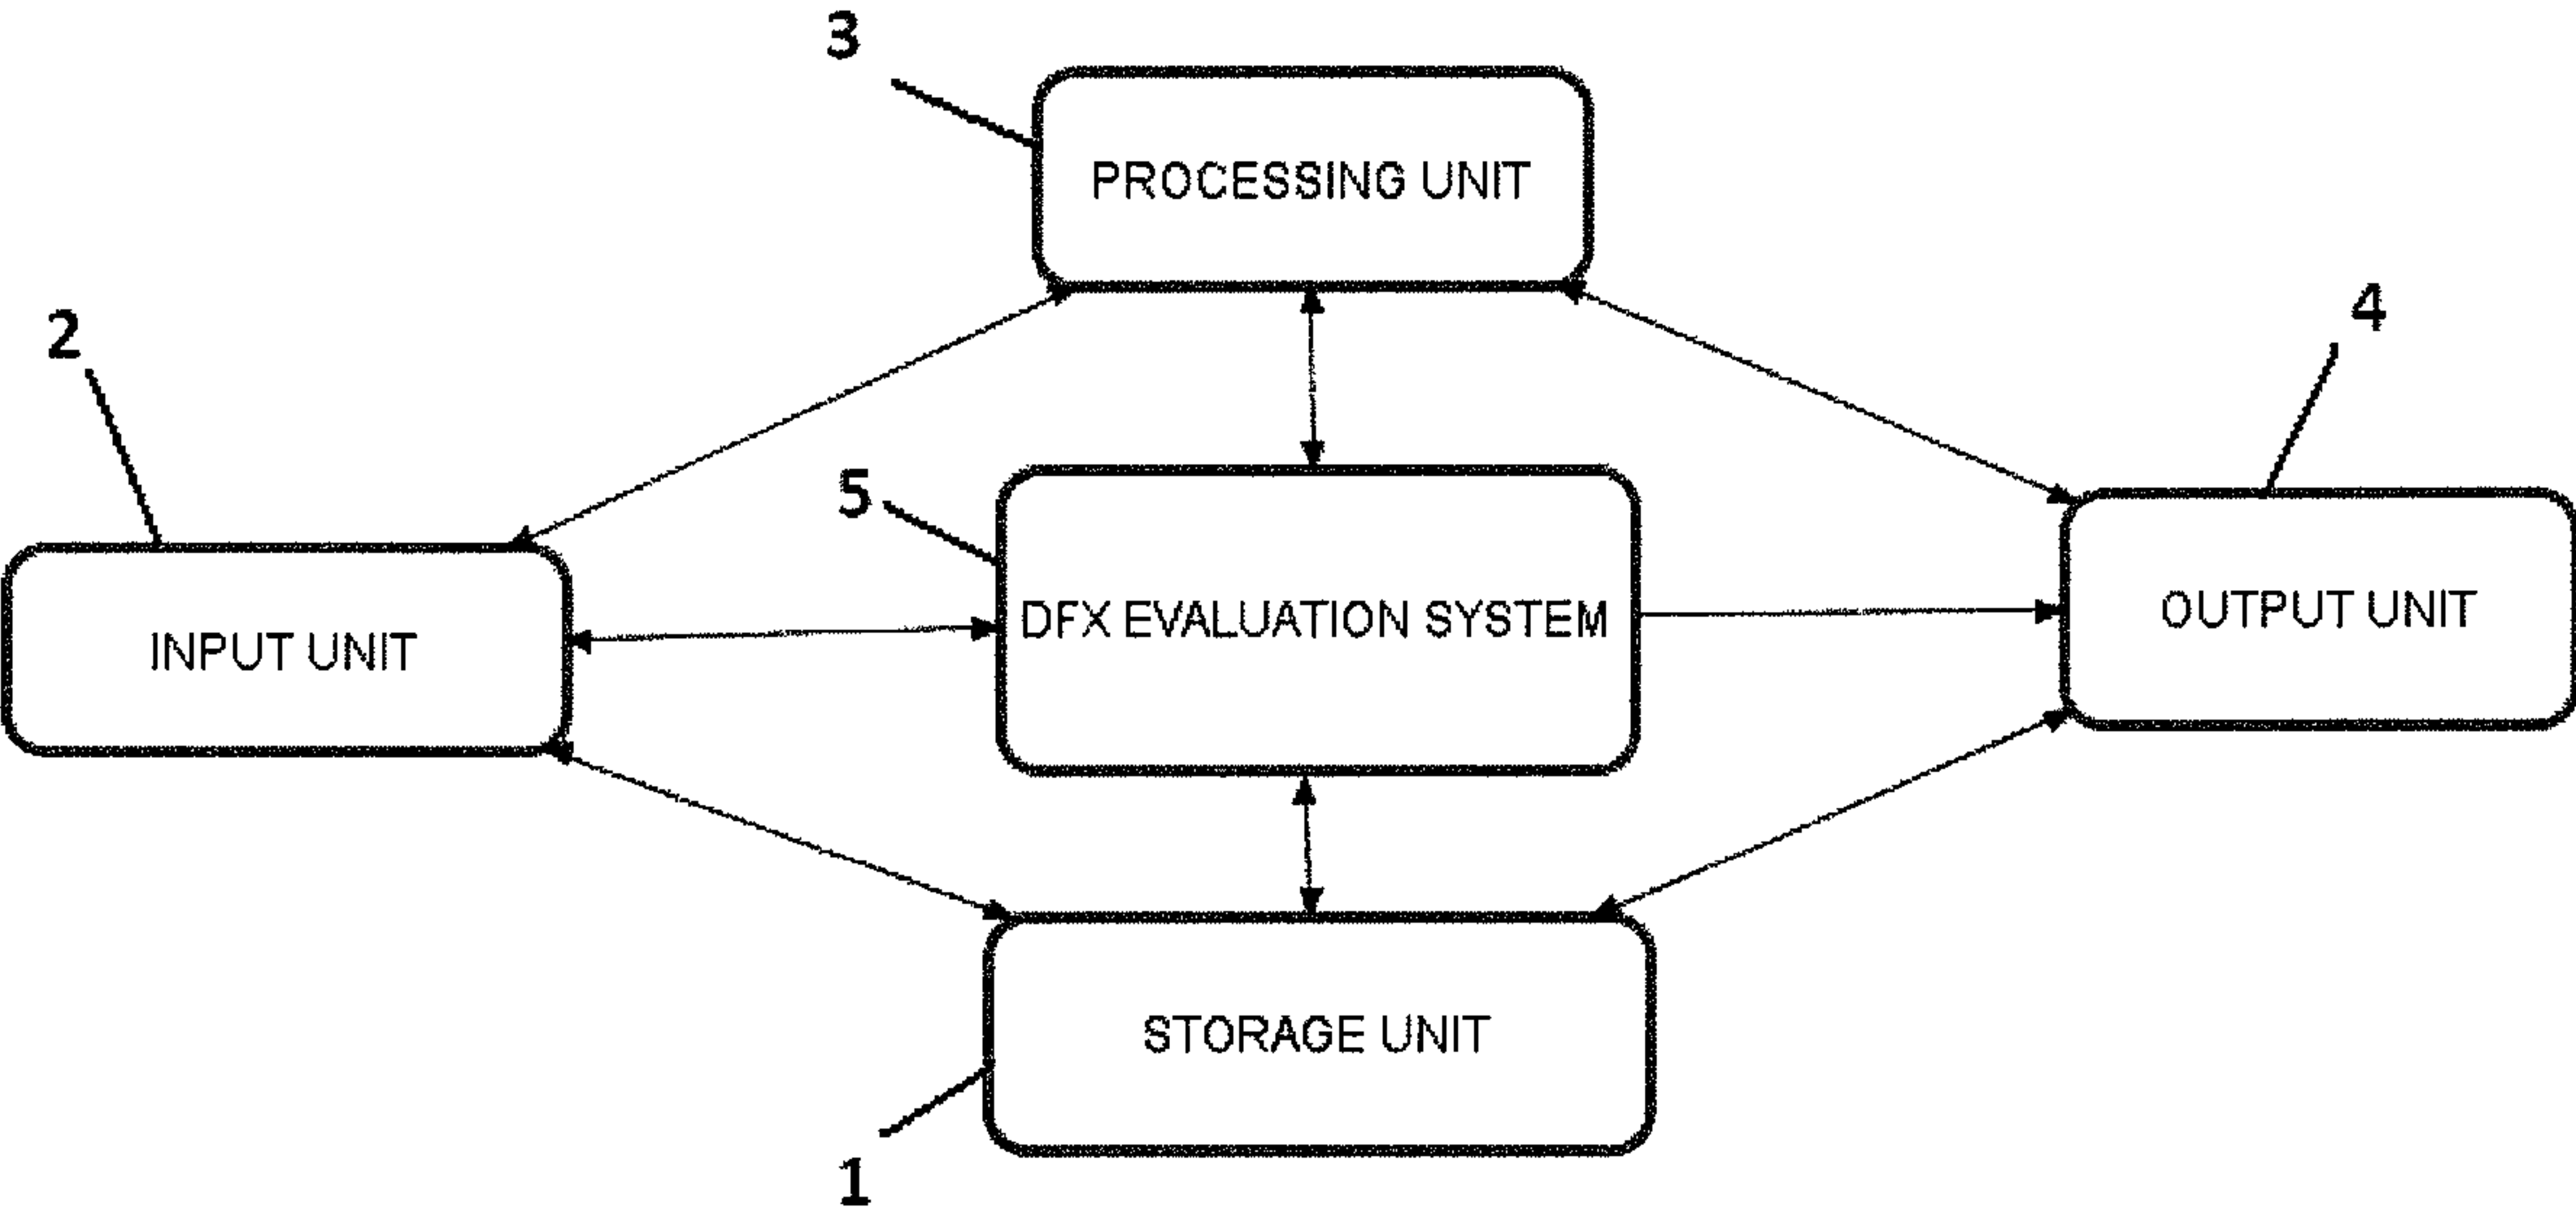 3
PROCESSING UNIT
2
4
5
INPUT UNIT
DFX EVALUATION SYSTEM
OUTPUT UNIT
STORAGE UNIT
1